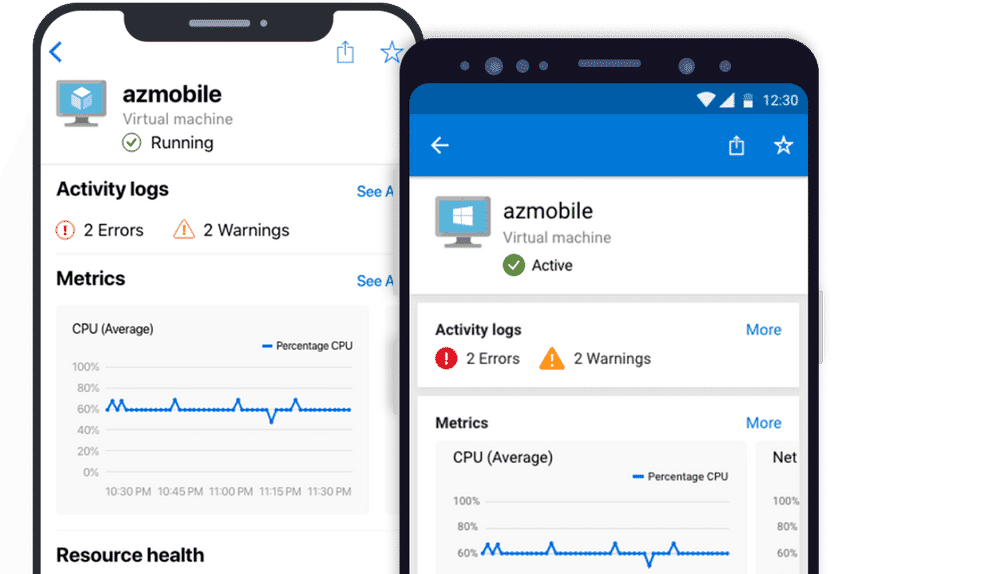 azmobile
Virtual machine
Running
Activity logs
See A
2 Errors
2 Warnings
Metrics
See A
CPU (Average)
Percentage CPU
100%
80%
60%
40%
20%
0%
10:30 PM 10:45 PM 11:00 PM 11:15 PM 11:30 PM
Resource health
12:30
azmobile
Virtual machine
Active
Activity logs
More
2 Errors
2 Warnings
Metrics
More
CPU (Average)
Percentage CPU
100%
80%
60%
Net
100%
80%
60%